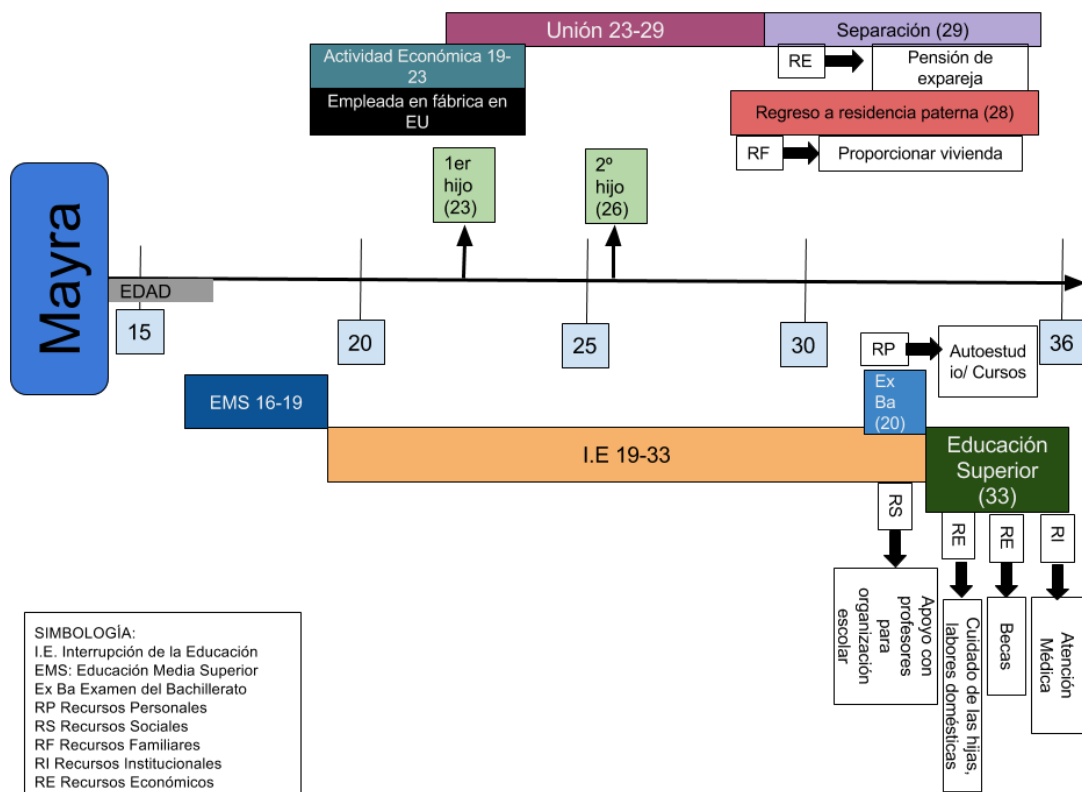 Unión 23-29
Separación (29)
Actividad Económica 19-
23
Empleada en fábrica en
EU
RE
Pensión de
expareja
Regreso a residencia paterna (28)
RF
Proporcionar vivienda
1er
hijo
(23)
2º
hijo
(26)
Mayra
EDAD
15
20
25
30
36
RP
Autoestud
io/ Cursos
EMS 16-19
Ex
Ba
(20)
I.E 19-33
Educación
Superior
(33)
RS
RE
RE
RI
Apoyo con
profesores
para
organización
escolar
Cuidado de las hijas,
labores domésticas
Becas
Atención
Médica
SIMBOLOGÍA:
I.E. Interrupción de la Educación
EMS: Educación Media Superior
Ex Ba Examen del Bachillerato
RP Recursos Personales
RS Recursos Sociales
RF Recursos Familiares
RI Recursos Institucionales
RE Recursos Económicos